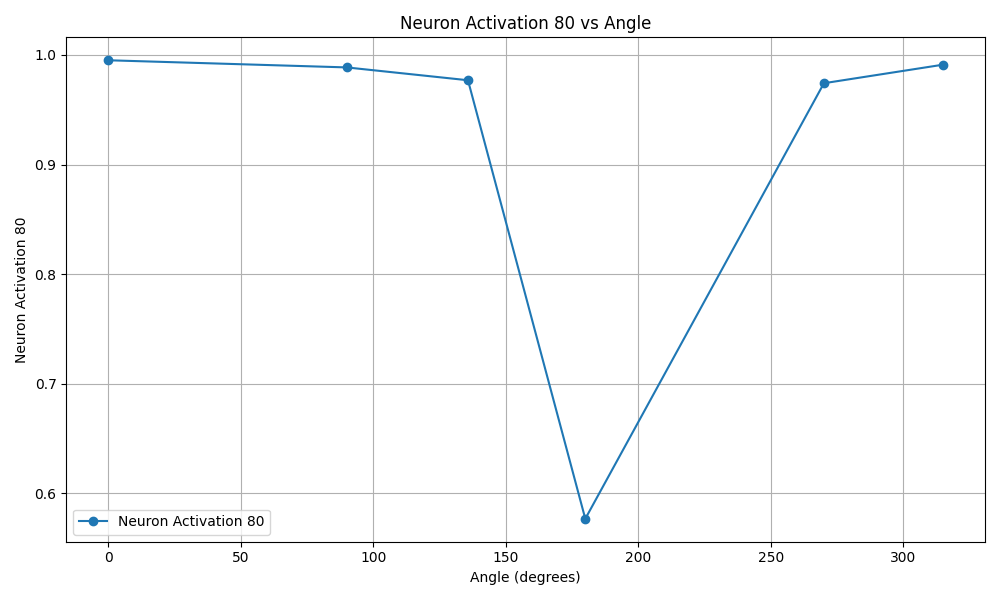 Neuron Activation 80 vs Angle
1.0
0.9
0.8
0.7
0.6
Neuron Activation 80
Neuron Activation 80
0 50 100 150 200 250 300
Angle (degrees)